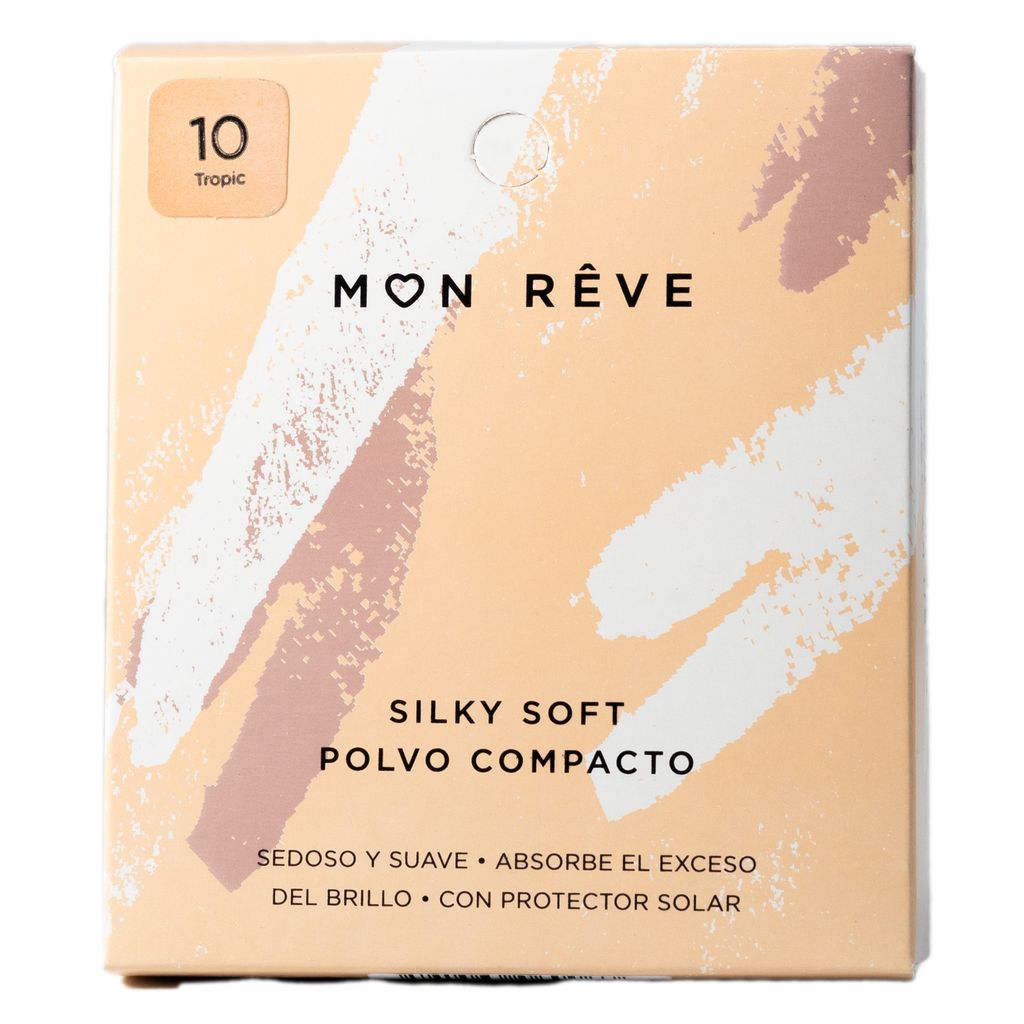 10
Tropic
MON RÊVE
SILKY SOFT
POLVO COMPACTO
SEDOSO Y SUAVE • ABSORBE EL EXCESO
DEL BRILLO • CON PROTECTOR SOLAR